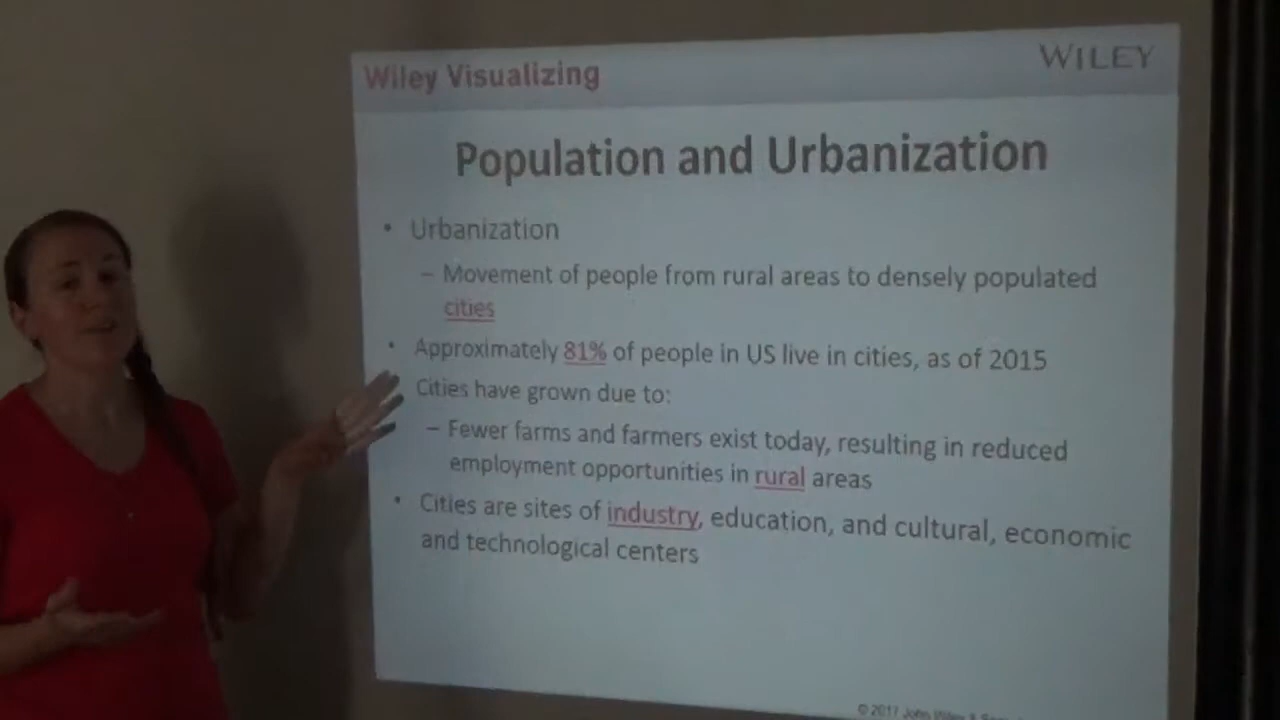 Wiley Visualizing
WILEY
Population and Urbanization
• Urbanization
– Movement of people from rural areas to densely populated
cities
• Approximately 81% of people in US live in cities, as of 2015
Cities have grown due to:
– Fewer farms and farmers exist today, resulting in reduced
employment opportunities in rural areas
• Cities are sites of industry, education, and cultural, economic
and technological centers
© 2017 John Wiley &